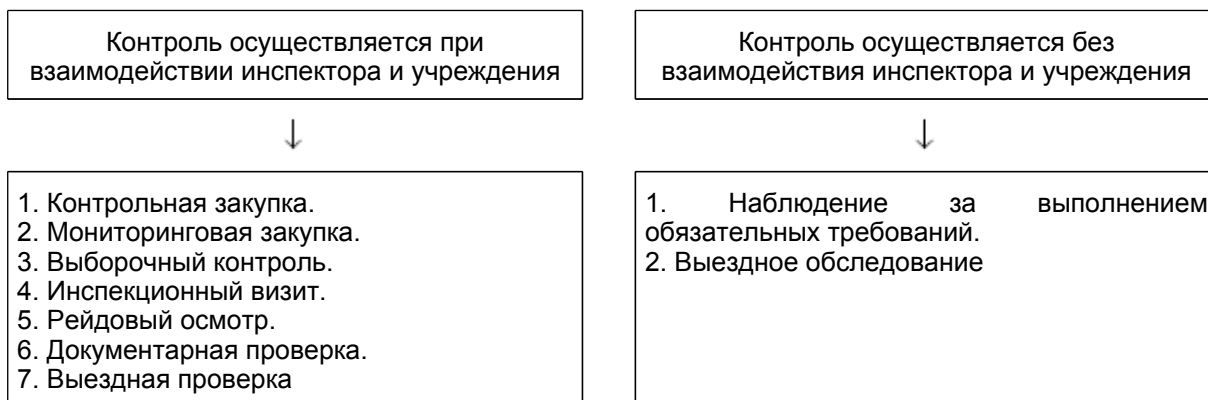 Контроль осуществляется при
взаимодействии инспектора и учреждения
↓
1. Контрольная закупка.
2. Мониторинговая закупка.
3. Выборочный контроль.
4. Инспекционный визит.
5. Рейдовый осмотр.
6. Документарная проверка.
7. Выездная проверка
Контроль осуществляется без
взаимодействия инспектора и учреждения
↓
1. Наблюдение за выполнением
обязательных требований.
2. Выездное обследование